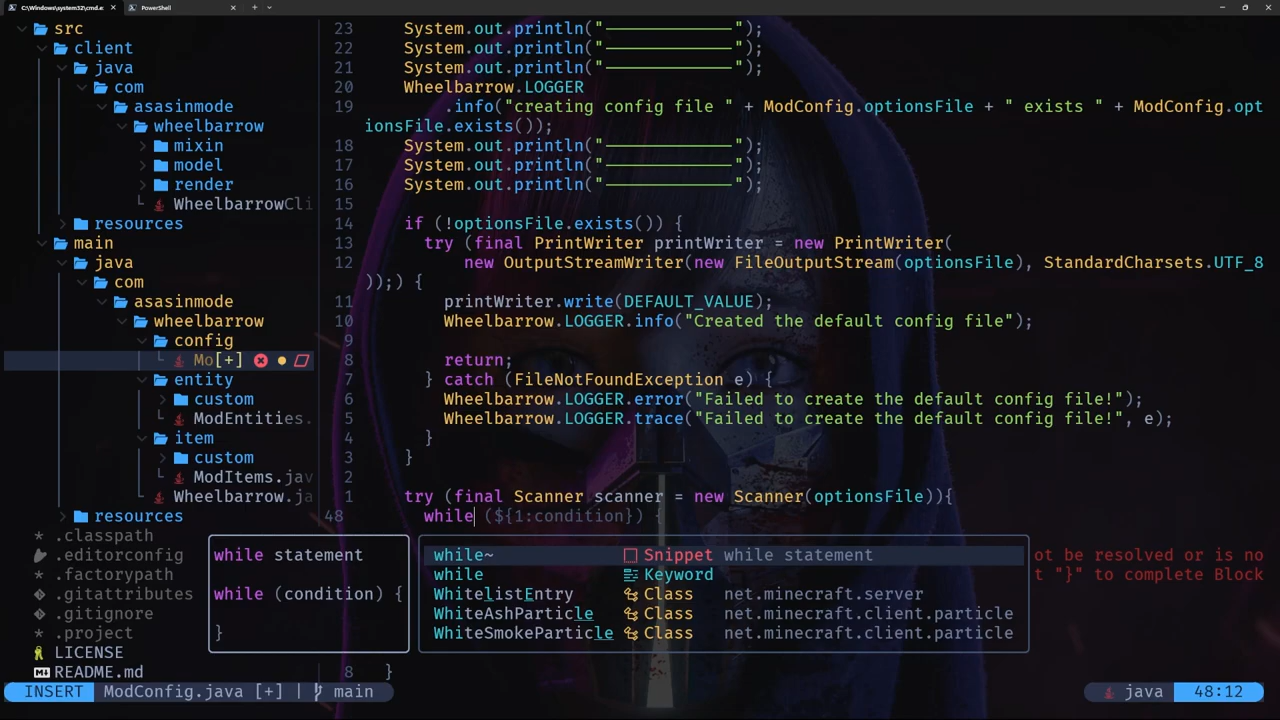 C:\Windows\system32\cmd.e: PowerShell
src
client
java
com
asasinmode
wheelbarrow
mixin
model
render
WheelbarrowCli
resources
main
java
com
asasinmode
wheelbarrow
config
Mo[+]
entity
custom
ModEntities.
item
custom
ModItems.jav
Wheelbarrow.ja
resources
.classpath
.editorconfig
.factorypath
.gitattributes
.gitignore
.project
LICENSE
README.md
23 System.out.println("─────────────");
22 System.out.println("─────────────");
21 System.out.println("─────────────");
20 Wheelbarrow.LOGGER
19 .info("creating config file " + ModConfig.optionsFile + " exists " + ModConfig.opt
ionsFile.exists());
18 System.out.println("─────────────");
17 System.out.println("─────────────");
16 System.out.println("─────────────");
15
14 if (!optionsFile.exists()) {
13 try (final PrintWriter printWriter = new PrintWriter(
12 new OutputStreamWriter(new FileOutputStream(optionsFile), StandardCharsets.UTF_8
));) {
11 printWriter.write(DEFAULT_VALUE);
10 Wheelbarrow.LOGGER.info("Created the default config file");
9
8 return;
7 } catch (FileNotFoundException e) {
6 Wheelbarrow.LOGGER.error("Failed to create the default config file!");
5 Wheelbarrow.LOGGER.trace("Failed to create the default config file!", e);
4 }
3 }
2
1 try (final Scanner scanner = new Scanner(optionsFile)){
48 while (${1:condition}) {
while statement
while (condition) {
}
while~ Snippet while statement
while Keyword
WhitelistEntry Class net.minecraft.server
WhiteAshParticle Class net.minecraft.client.particle
WhiteSmokeParticle Class net.minecraft.client.particle
ot be resolved or is no
t "}" to complete Block
8 }
INSERT ModConfig.java [+] | main java 48:12